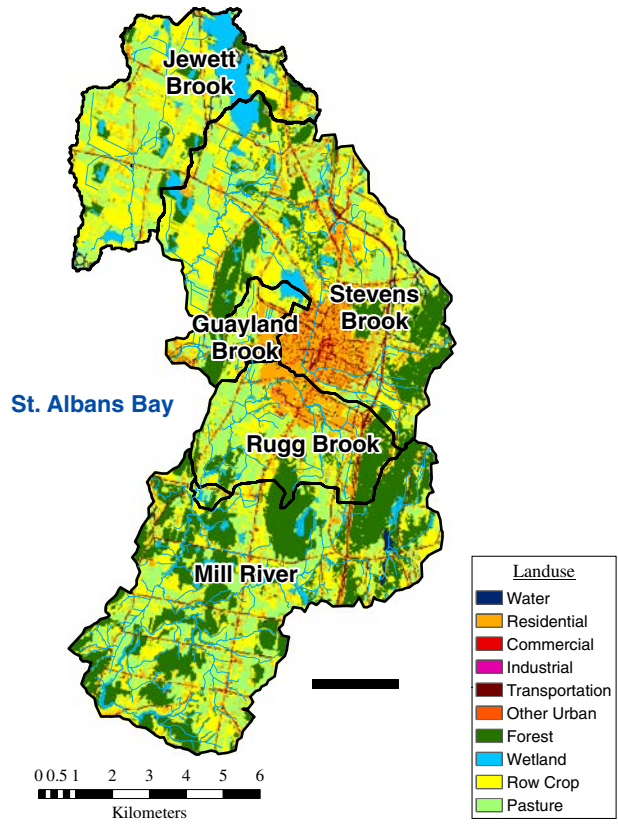 Jewett
Brook
Stevens
Brook
Guayland
Brook
St. Albans Bay
Rugg Brook
Mill River
Landuse
Water
Residential
Commercial
Industrial
Transportation
Other Urban
Forest
Wetland
Row Crop
Pasture
0 0.5 1 2 3 4 5 6
Kilometers